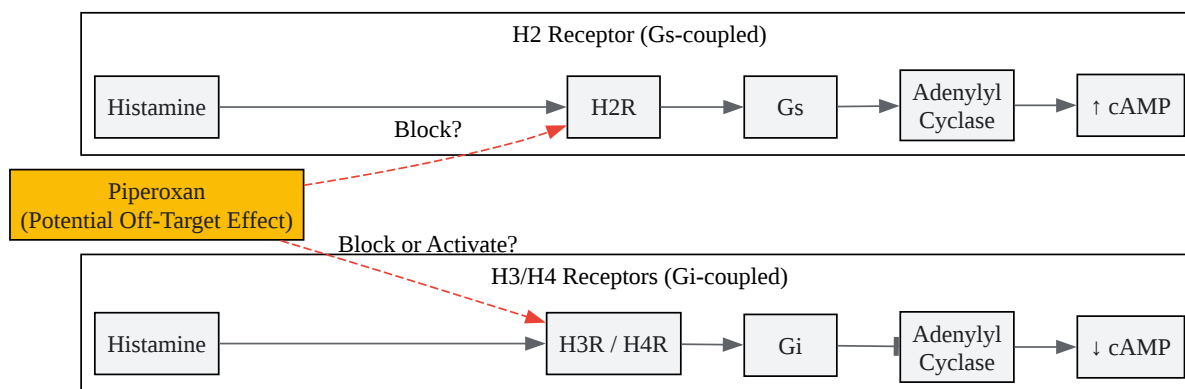 H2 Receptor (Gs-coupled)
Histamine
H2R
Gs
Adenylyl
Cyclase
↑ cAMP
Block?
Piperoxan
(Potential Off-Target Effect)
Block or Activate?
H3/H4 Receptors (Gi-coupled)
Histamine
H3R / H4R
Gi
Adenylyl
Cyclase
↓ cAMP